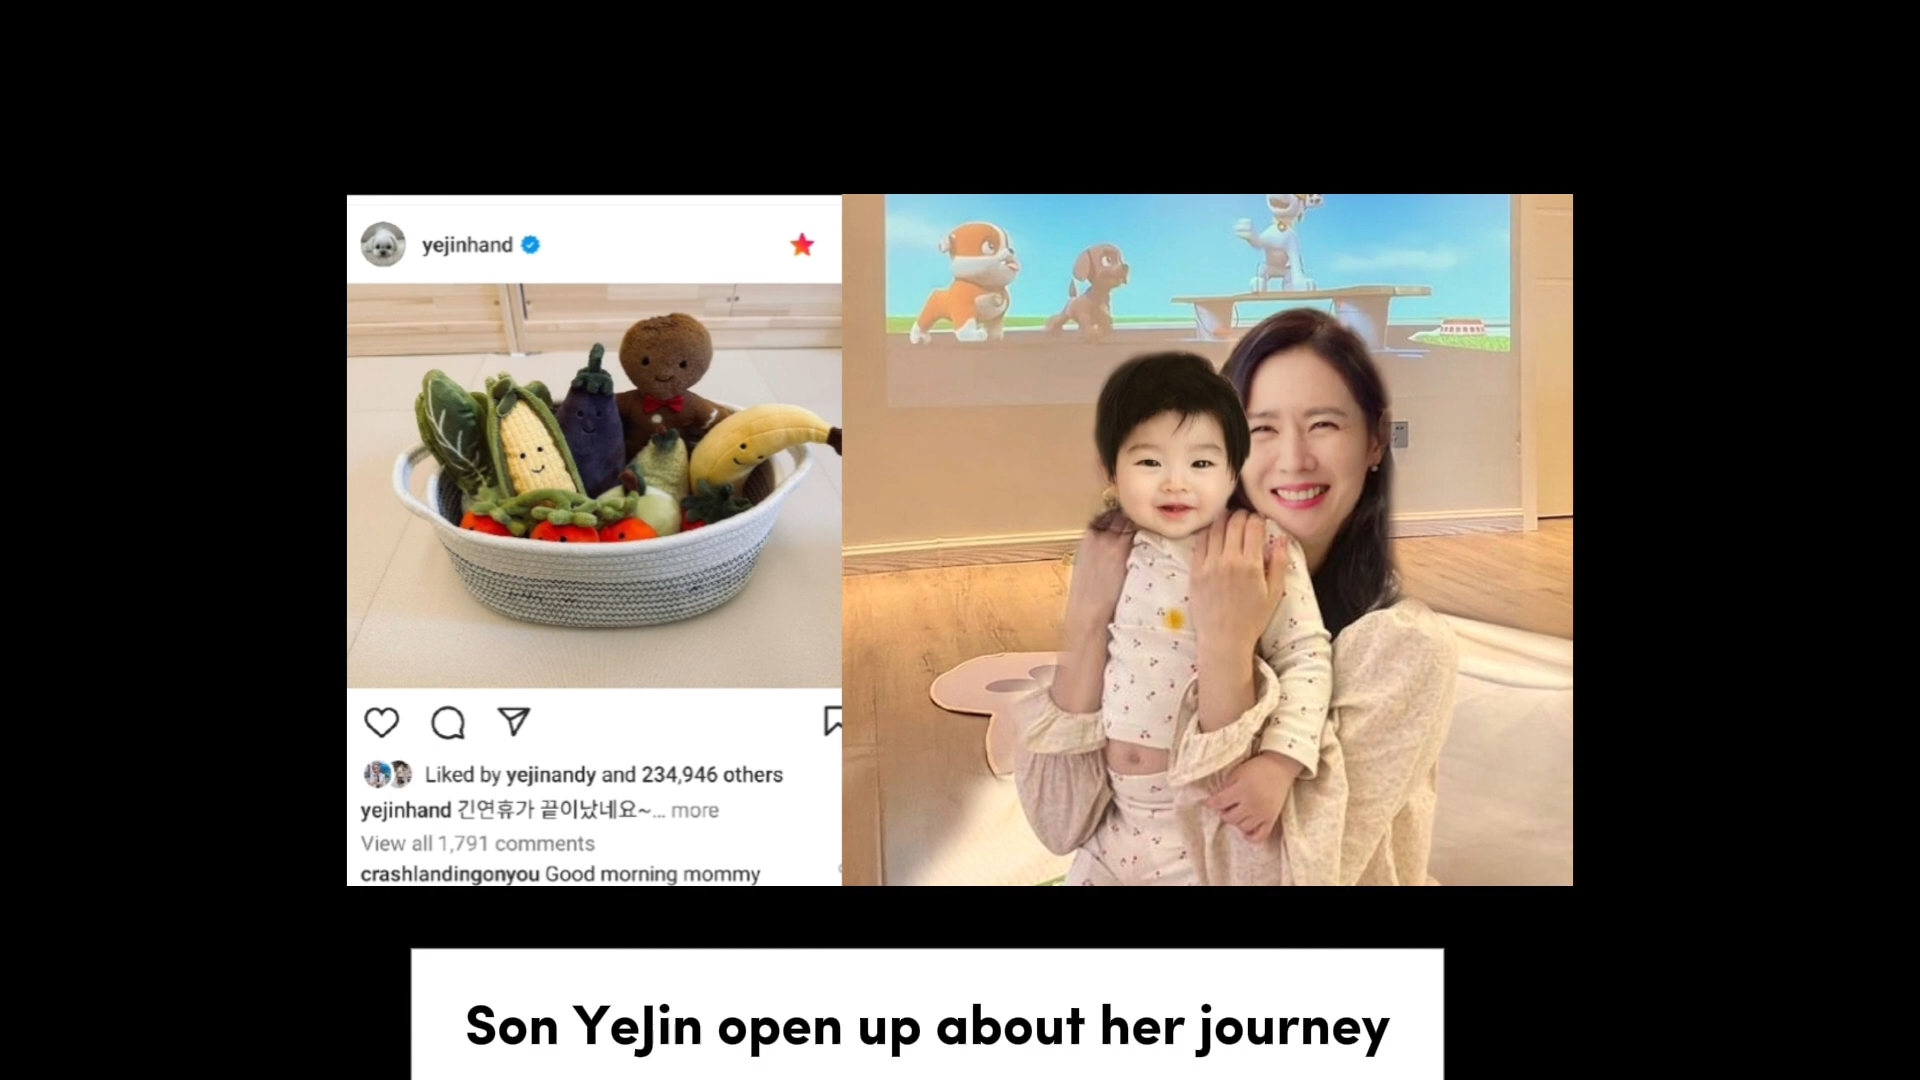 yejinhand
Liked by yejinandy and 234,946 others
yejinhand 긴연휴가 끝이났네요~... more
View all 1,791 comments
crashlandingonyou Good morning mommy
Son YeJin open up about her journey